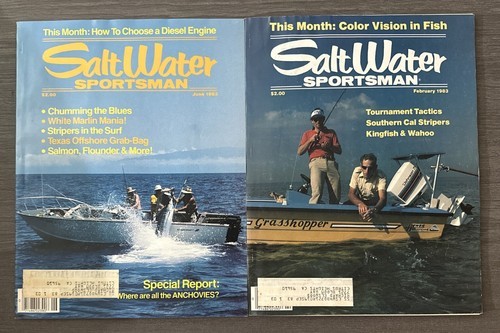 This Month: How To Choose a Diesel Engine
Salt Water
SPORTSMAN
$2.00
June 1983
• Chumming the Blues
• White Marlin Mania!
• Stripers in the Surf
• Texas Offshore Grab-Bag
• Salmon, Flounder & More!
Special Report:
Where are all the ANCHOVIES?
This Month: Color Vision in Fish
Salt Water
SPORTSMAN
$2.00
February 1983
Tournament Tactics
Southern Cal Stripers
Kingfish & Wahoo
Grasshopper